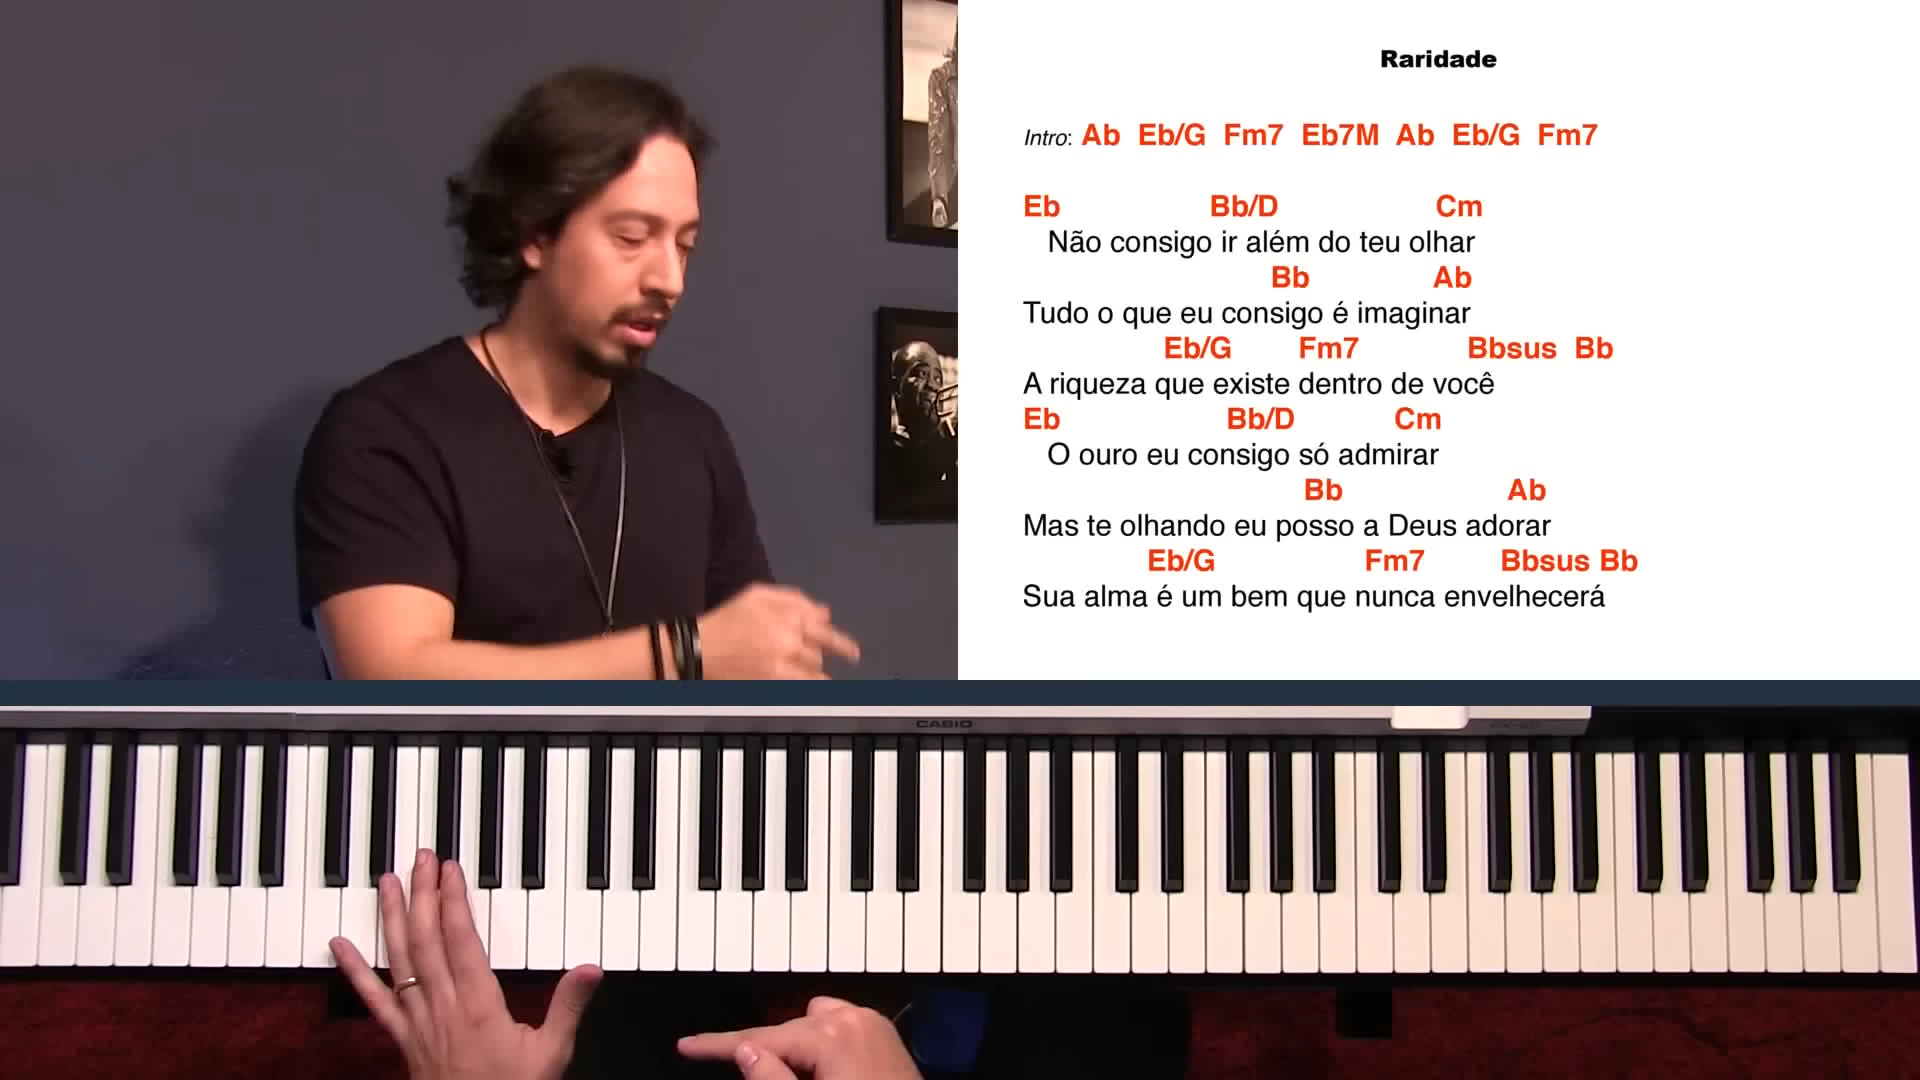 Raridade
Intro: Ab Eb/G Fm7 Eb7M Ab Eb/G Fm7
Eb Bb/D Cm
Não consigo ir além do teu olhar
Bb Ab
Tudo o que eu consigo é imaginar
Eb/G Fm7 Bbsus Bb
A riqueza que existe dentro de você
Eb Bb/D Cm
O ouro eu consigo só admirar
Bb Ab
Mas te olhando eu posso a Deus adorar
Eb/G Fm7 Bbsus Bb
Sua alma é um bem que nunca envelhecerá
CASIO